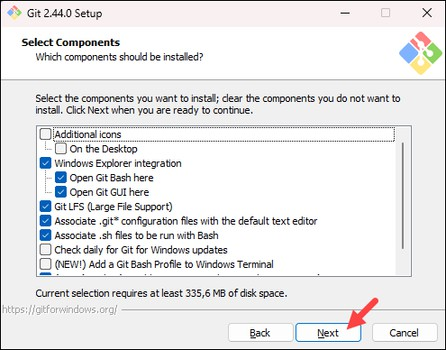 Git 2.44.0 Setup
Select Components
Which components should be installed?
Select the components you want to install; clear the components you do not want to
install. Click Next when you are ready to continue.
Additional icons
On the Desktop
Windows Explorer integration
Open Git Bash here
Open Git GUI here
Git LFS (Large File Support)
Associate .git* configuration files with the default text editor
Associate .sh files to be run with Bash
Check daily for Git for Windows updates
(NEW!) Add a Git Bash Profile to Windows Terminal
Current selection requires at least 335,6 MB of disk space.
https://gitforwindows.org/
Back
Next
Cancel